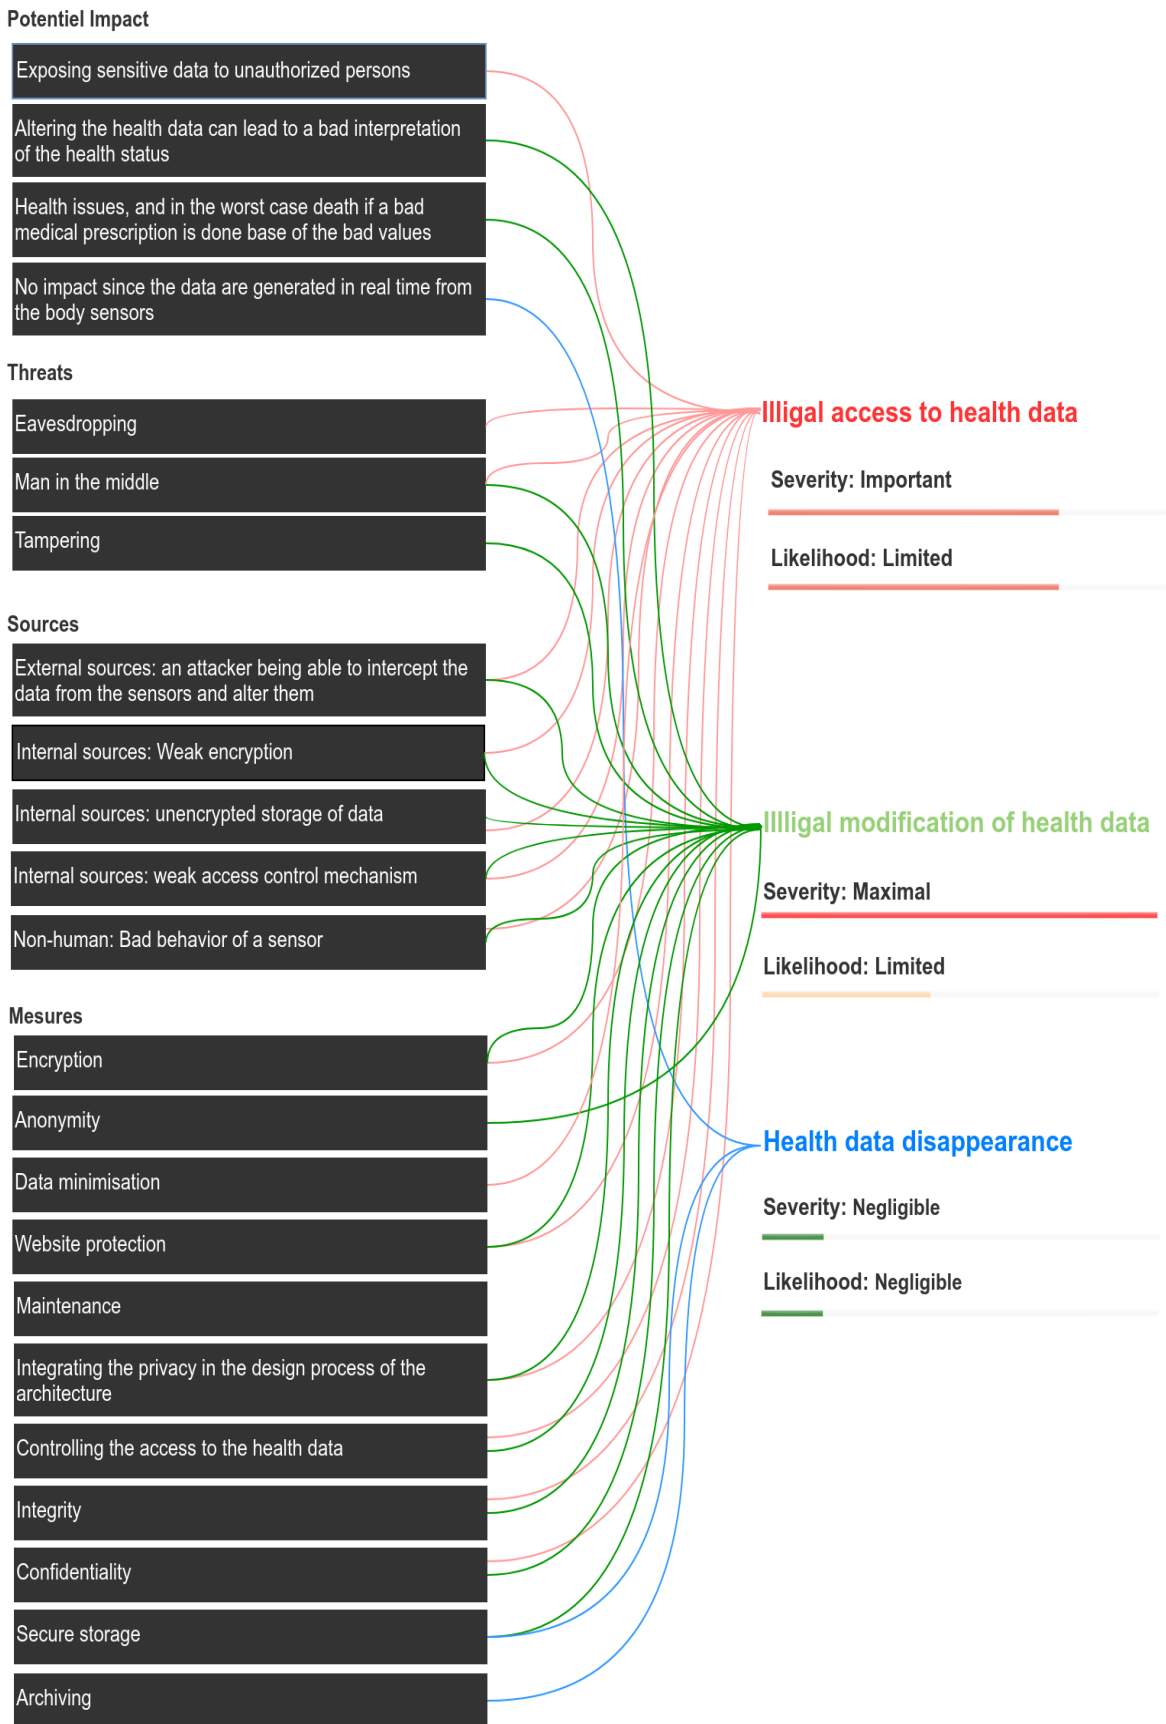 Potentiel Impact
Exposing sensitive data to unauthorized persons
Altering the health data can lead to a bad interpretation
of the health status
Health issues, and in the worst case death if a bad
medical prescription is done base of the bad values
No impact since the data are generated in real time from
the body sensors
Threats
Eavesdropping
Man in the middle
Tampering
Sources
External sources: an attacker being able to intercept the
data from the sensors and alter them
Internal sources: Weak encryption
Internal sources: unencrypted storage of data
Internal sources: weak access control mechanism
Non-human: Bad behavior of a sensor
Mesures
Encryption
Anonymity
Data minimisation
Website protection
Maintenance
Integrating the privacy in the design process of the
architecture
Controlling the access to the health data
Integrity
Confidentiality
Secure storage
Archiving
Illigal access to health data
Severity: Important
Likelihood: Limited
Illligal modification of health data
Severity: Maximal
Likelihood: Limited
Health data disappearance
Severity: Negligible
Likelihood: Negligible